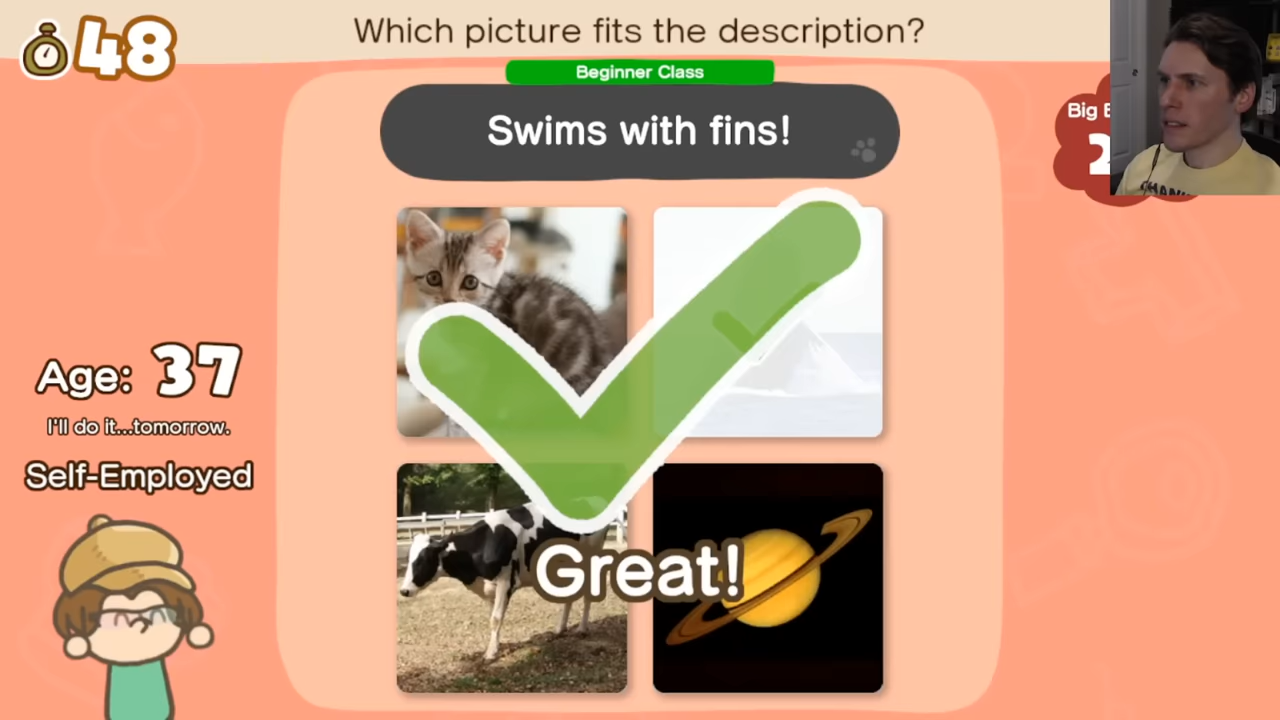 48
Which picture fits the description?
Beginner Class
Swims with fins!
Big
Age: 37
I'll do it...tomorrow.
Self-Employed
Great!